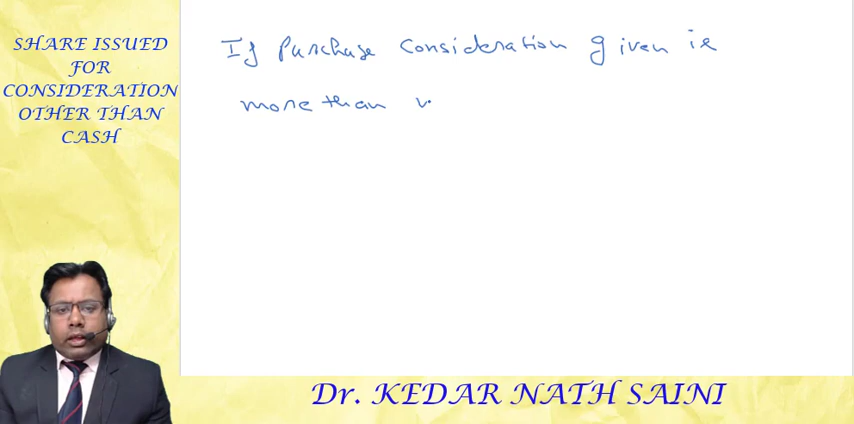 SHARE ISSUED
FOR
CONSIDERATION
OTHER THAN
CASH
If Purchase Consideration given is
more than
Dr. KEDAR NATH SAINI